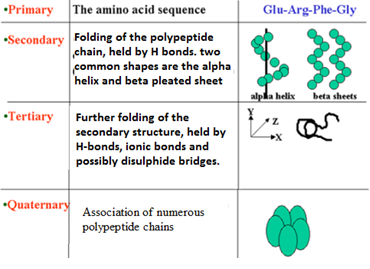 •Primary The amino acid sequence Glu-Arg-Phe-Gly
•Secondary Folding of the polypeptide
chain, held by H bonds. two
common shapes are the alpha
helix and beta pleated sheet
alpha helix beta sheets
•Tertiary Further folding of the
secondary structure, held by
H-bonds, ionic bonds and
possibly disulphide bridges.
Y
Z
X
•Quaternary Association of numerous
polypeptide chains